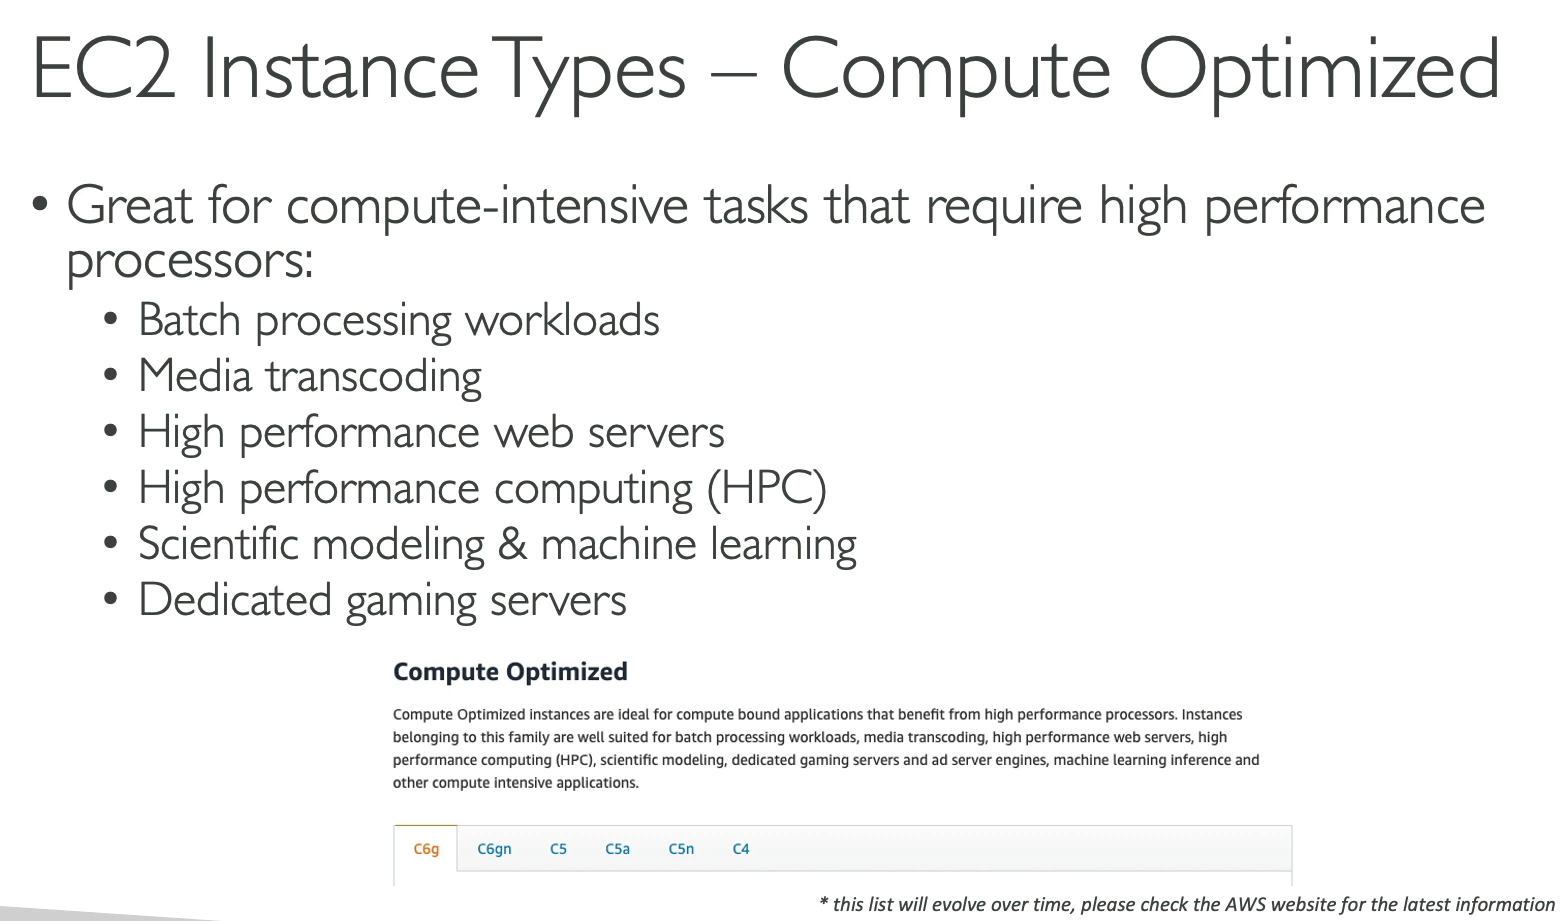 EC2 Instance Types – Compute Optimized
• Great for compute-intensive tasks that require high performance
processors:
• Batch processing workloads
• Media transcoding
• High performance web servers
• High performance computing (HPC)
• Scientific modeling & machine learning
• Dedicated gaming servers
Compute Optimized
Compute Optimized instances are ideal for compute bound applications that benefit from high performance processors. Instances
belonging to this family are well suited for batch processing workloads, media transcoding, high performance web servers, high
performance computing (HPC), scientific modeling, dedicated gaming servers and ad server engines, machine learning inference and
other compute intensive applications.
C6g C6gn C5 C5a C5n C4
* this list will evolve over time, please check the AWS website for the latest information